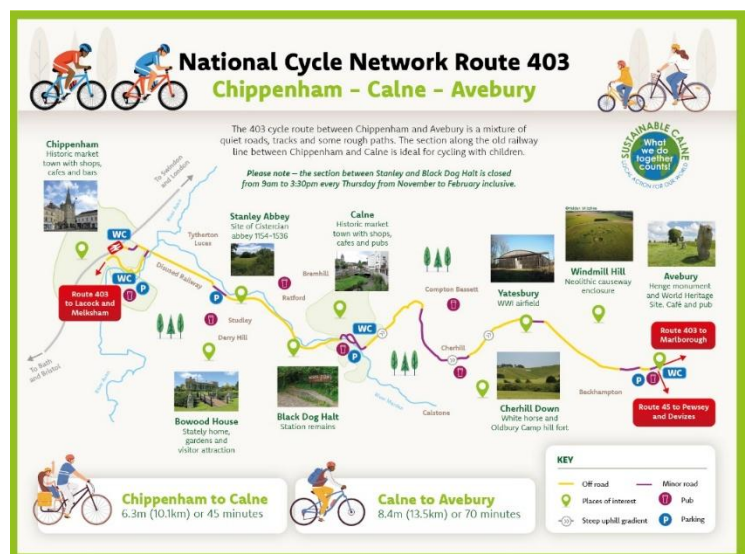 National Cycle Network Route 403
Chippenham – Calne – Avebury
The 403 cycle route between Chippenham and Avebury is a mixture of
quiet roads, tracks and some rough paths. The section along the old railway
line between Chippenham and Calne is ideal for cycling with children.
Please note – the section between Stanley and Black Dog Halt is closed
from 9am to 3:30pm every Thursday from November to February inclusive.
SUSTAINABLE CALNE
What
we do
together
counts!
LOCAL ACTION FOR OUR WORLD
Chippenham
Historic market
town with shops,
cafes and bars
To Swindon
and London
WC
WC
P
Route 403
to Lacock and
Melksham
To Bath
and Bristol
Disused Railway
Tytherton
Lucas
Stanley Abbey
Site of Cistercian
abbey 1154–1536
P
Studley
Derry Hill
Ratford
Bremhill
Calne
Historic market
town with shops,
cafes and pubs
WC
P
Bowood House
Stately home,
gardens and
visitor attraction
Black Dog Halt
Station remains
River Marden
Calstone
Compton Bassett
Cherhill
Yatesbury
WWI airfield
Cherhill Down
White horse and
Oldbury Camp hill fort
Windmill Hill
Neolithic causeway
enclosure
Avebury
Henge monument
and World Heritage
Site. Café and pub
Beckhampton
P
WC
Route 403 to
Marlborough
Route 45 to Pewsey
and Devizes
Chippenham to Calne
6.3m (10.1km) or 45 minutes
Calne to Avebury
8.4m (13.5km) or 70 minutes
KEY
Off road
Minor road
Places of interest
Pub
Steep uphill gradient
P
Parking